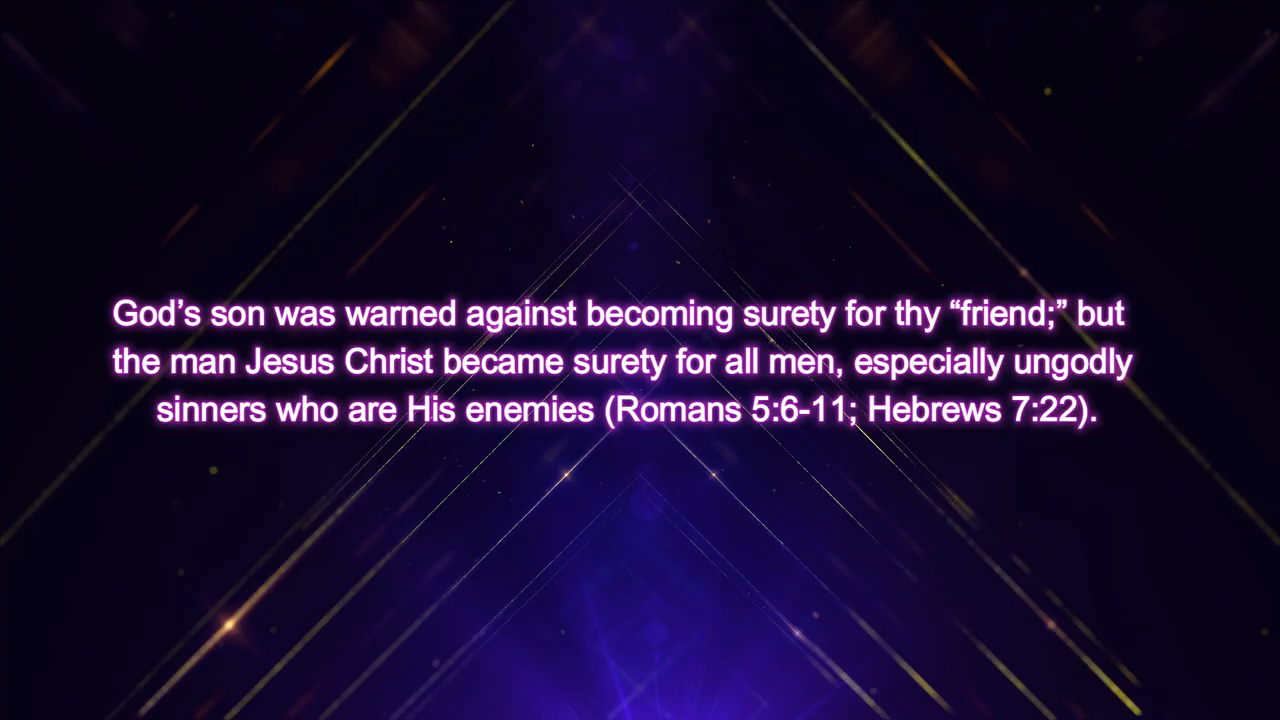 God’s son was warned against becoming surety for thy “friend;” but
the man Jesus Christ became surety for all men, especially ungodly
sinners who are His enemies (Romans 5:6-11; Hebrews 7:22).